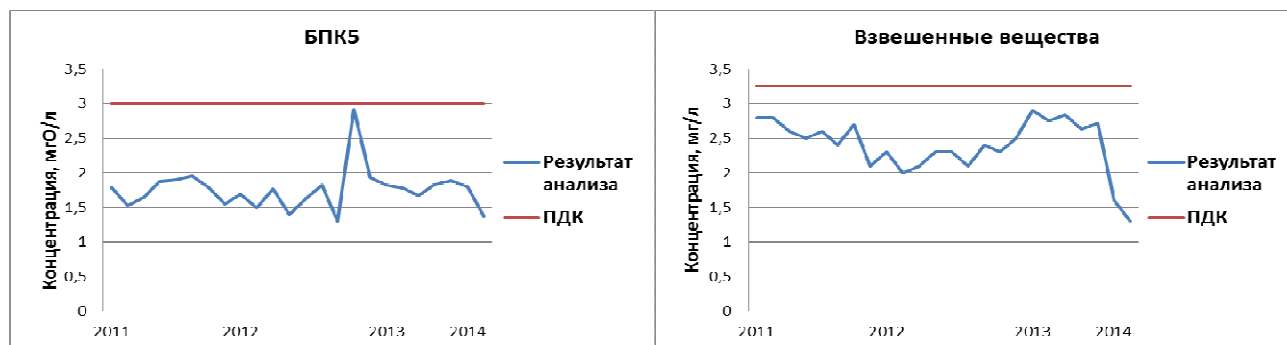 БПК5
Концентрация, мгО/л
3,5
3
2,5
2
1,5
1
0,5
0
2011 2012 2013 2014
Результат
анализа
ПДК
Взвешенные вещества
Концентрация, мг/л
3,5
3
2,5
2
1,5
1
0,5
0
2011 2012 2013 2014
Результат
анализа
ПДК